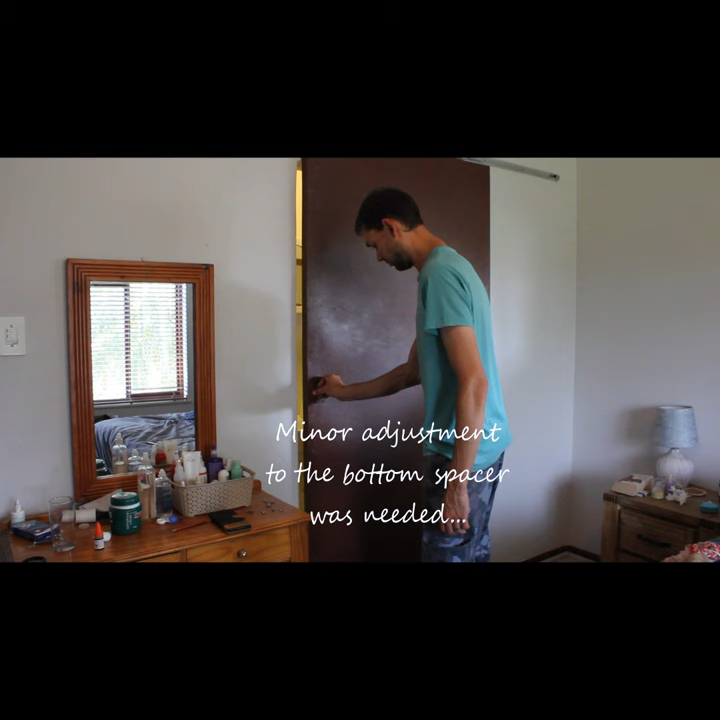 Minor adjustment
to the bottom spacer
was needed...